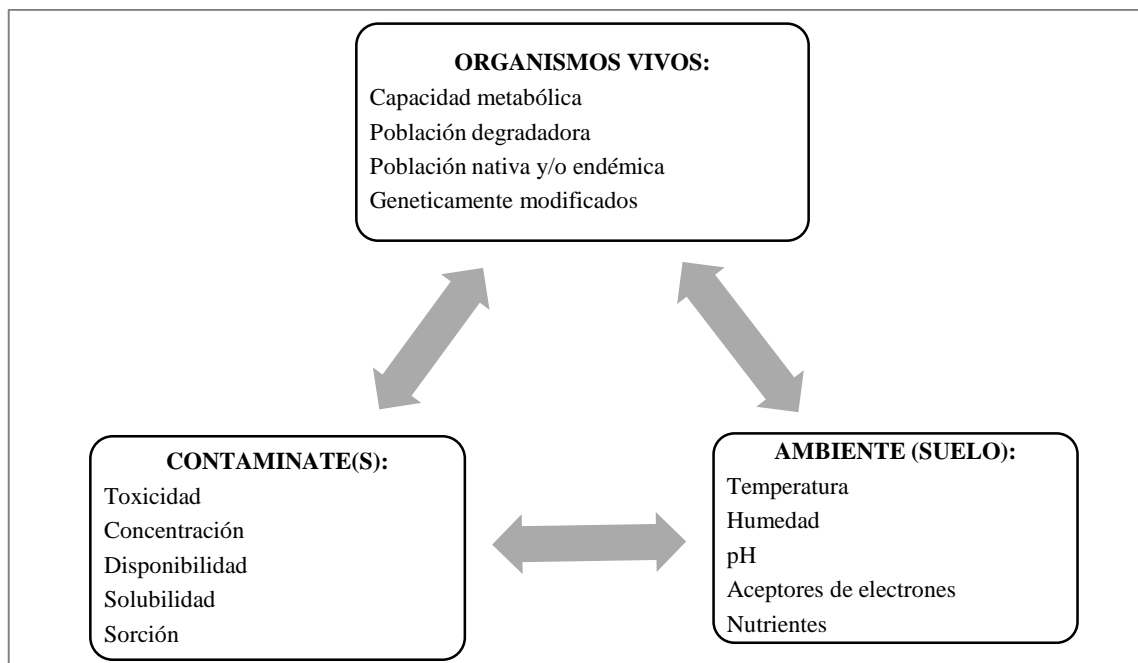 ORGANISMOS VIVOS:
Capacidad metabólica
Población degradadora
Población nativa y/o endémica
Geneticamente modificados
CONTAMINATE(S):
Toxicidad
Concentración
Disponibilidad
Solubilidad
Sorción
AMBIENTE (SUELO):
Temperatura
Humedad
pH
Aceptores de electrones
Nutrientes